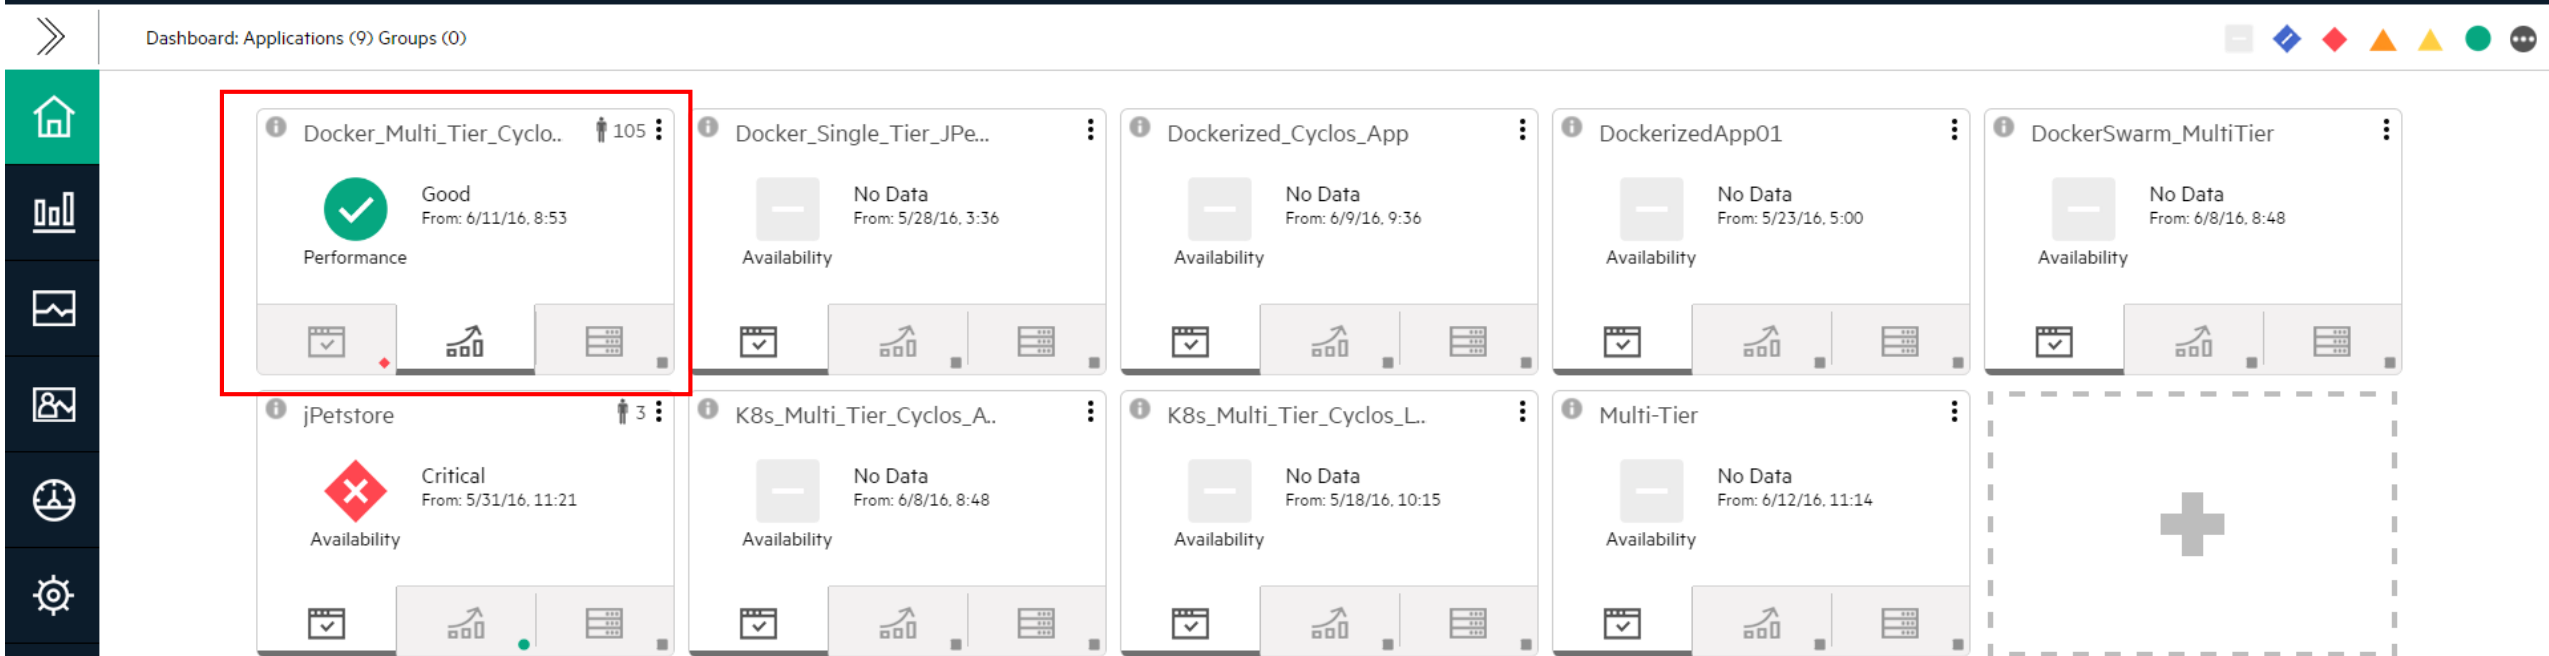 Dashboard: Applications (9) Groups (0)
Docker_Multi_Tier_Cyclo.. 105
Good
From: 6/11/16, 8:53
Performance
Docker_Single_Tier_JPe...
No Data
From: 5/28/16, 3:36
Availability
Dockerized_Cyclos_App
No Data
From: 6/9/16, 9:36
Availability
DockerizedApp01
No Data
From: 5/23/16, 5:00
Availability
DockerSwarm_MultiTier
No Data
From: 6/8/16, 8:48
Availability
jPetstore 3
Critical
From: 5/31/16, 11:21
Availability
K8s_Multi_Tier_Cyclos_A..
No Data
From: 6/8/16, 8:48
Availability
K8s_Multi_Tier_Cyclos_L..
No Data
From: 5/18/16, 10:15
Availability
Multi-Tier
No Data
From: 6/12/16, 11:14
Availability